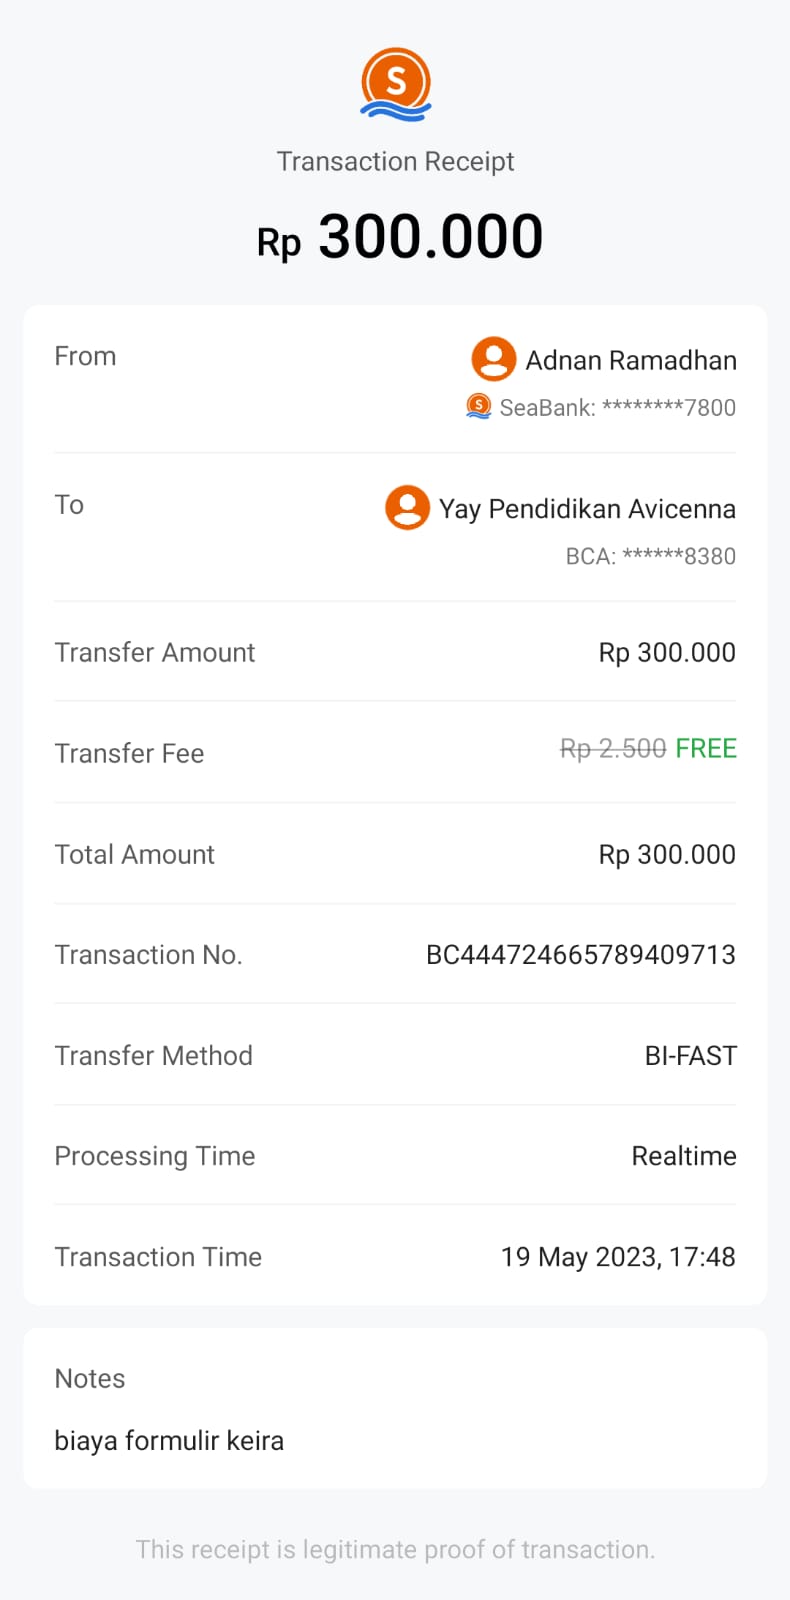 S
Transaction Receipt
Rp 300.000
From
Adnan Ramadhan
S SeaBank: ********7800
To
Yay Pendidikan Avicenna
BCA: ******8380
Transfer Amount Rp 300.000
Transfer Fee Rp 2.500 FREE
Total Amount Rp 300.000
Transaction No. BC444724665789409713
Transfer Method BI-FAST
Processing Time Realtime
Transaction Time 19 May 2023, 17:48
Notes
biaya formulir keira
This receipt is legitimate proof of transaction.